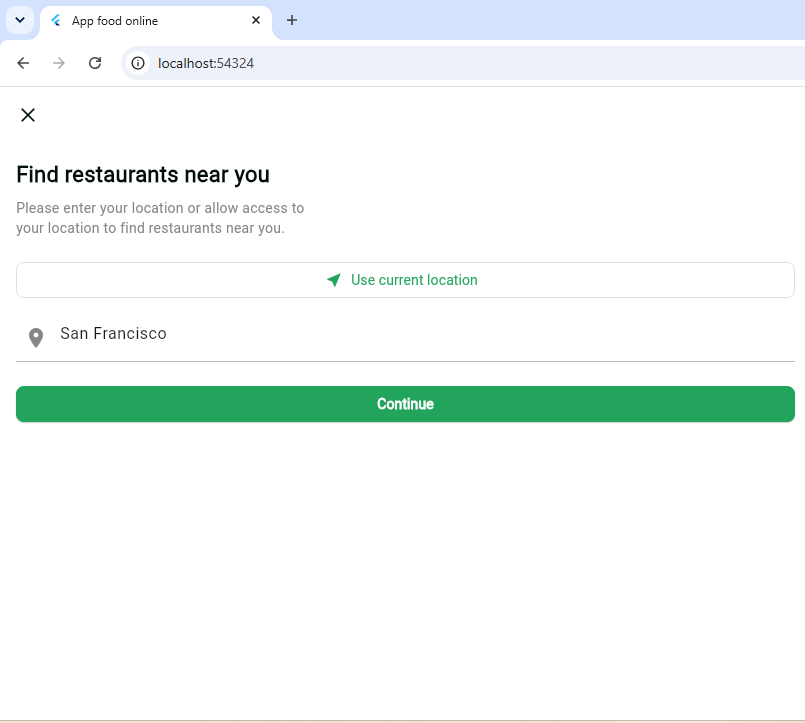 App food online
localhost:54324
Find restaurants near you
Please enter your location or allow access to
your location to find restaurants near you.
Use current location
San Francisco
Continue